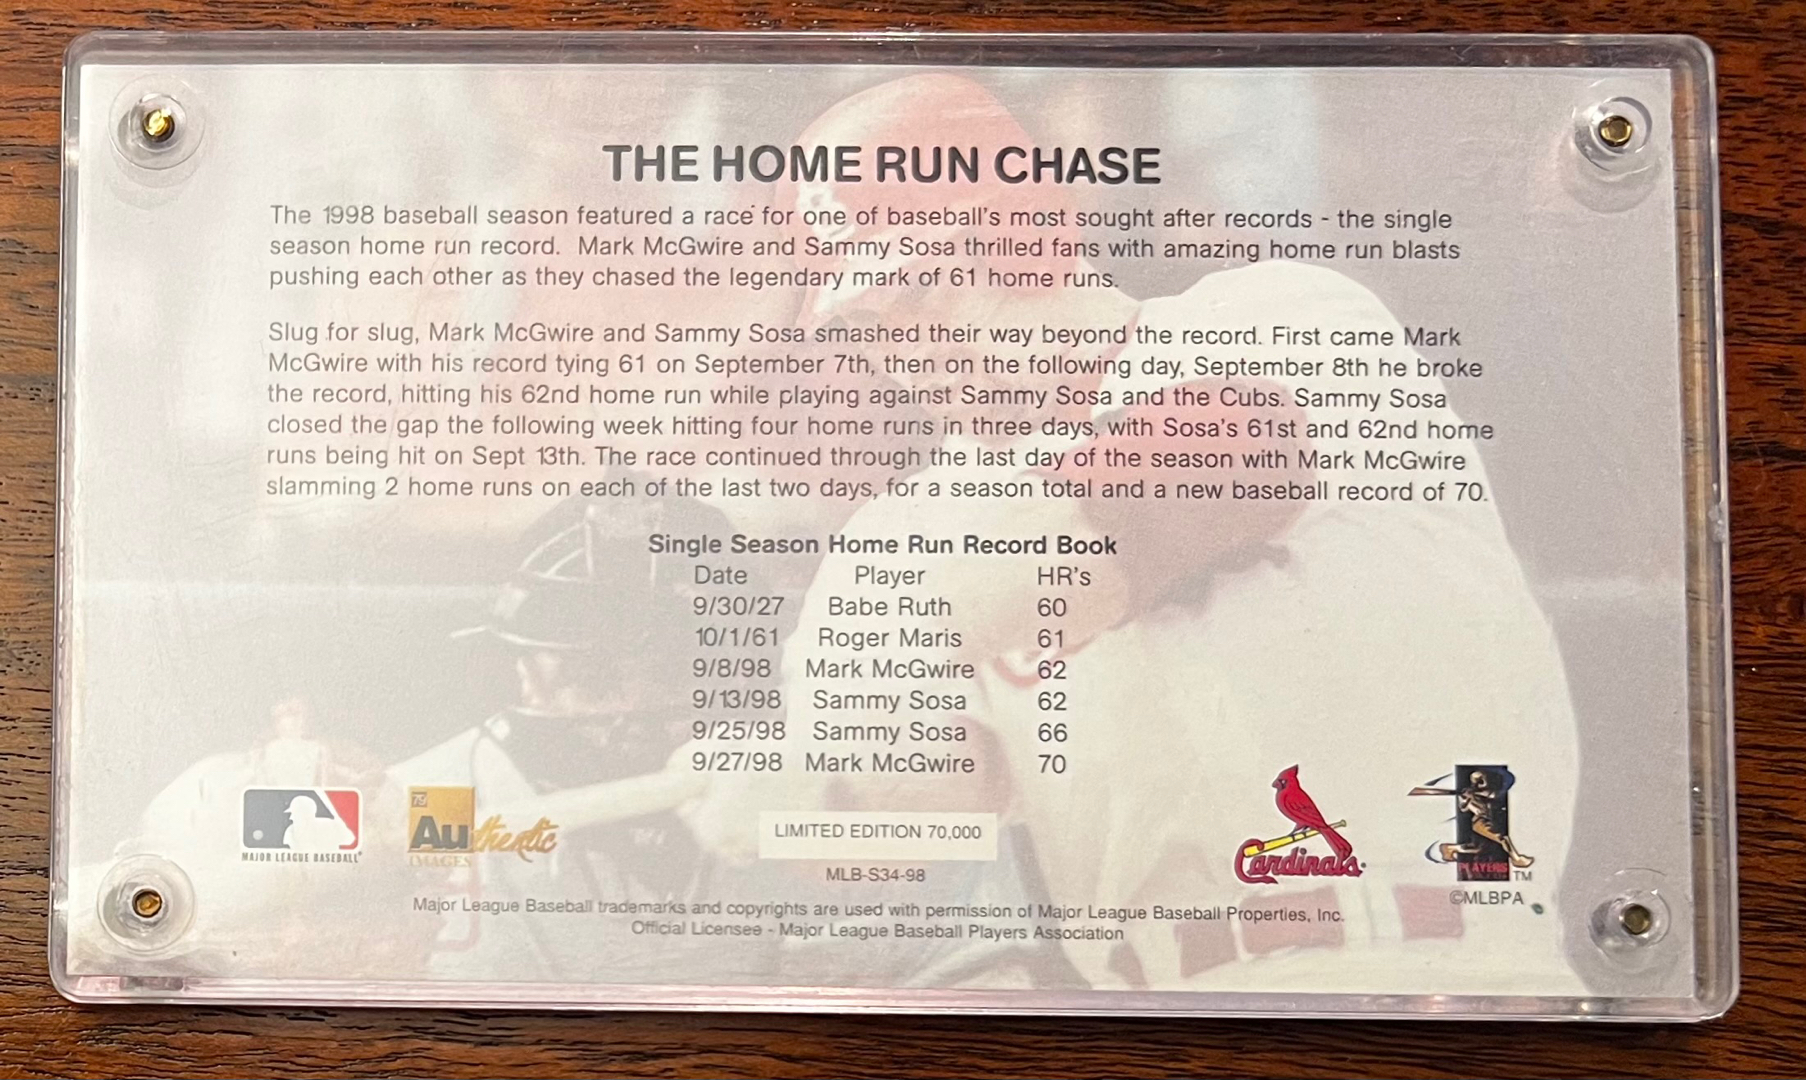 THE HOME RUN CHASE
The 1998 baseball season featured a race for one of baseball's most sought after records - the single
season home run record. Mark McGwire and Sammy Sosa thrilled fans with amazing home run blasts
pushing each other as they chased the legendary mark of 61 home runs.
Slug for slug, Mark McGwire and Sammy Sosa smashed their way beyond the record. First came Mark
McGwire with his record tying 61 on September 7th, then on the following day, September 8th he broke
the record, hitting his 62nd home run while playing against Sammy Sosa and the Cubs. Sammy Sosa
closed the gap the following week hitting four home runs in three days, with Sosa's 61st and 62nd home
runs being hit on Sept 13th. The race continued through the last day of the season with Mark McGwire
slamming 2 home runs on each of the last two days, for a season total and a new baseball record of 70.
Single Season Home Run Record Book
Date Player HR's
9/30/27 Babe Ruth 60
10/1/61 Roger Maris 61
9/8/98 Mark McGwire 62
9/13/98 Sammy Sosa 62
9/25/98 Sammy Sosa 66
9/27/98 Mark McGwire 70
MAJOR LEAGUE BASEBALL
79
Authentic
IMAGES
LIMITED EDITION 70,000
MLB-S34-98
Cardinals
PLAYERS TM
©MLBPA
Major League Baseball trademarks and copyrights are used with permission of Major League Baseball Properties, Inc.
Official Licensee - Major League Baseball Players Association